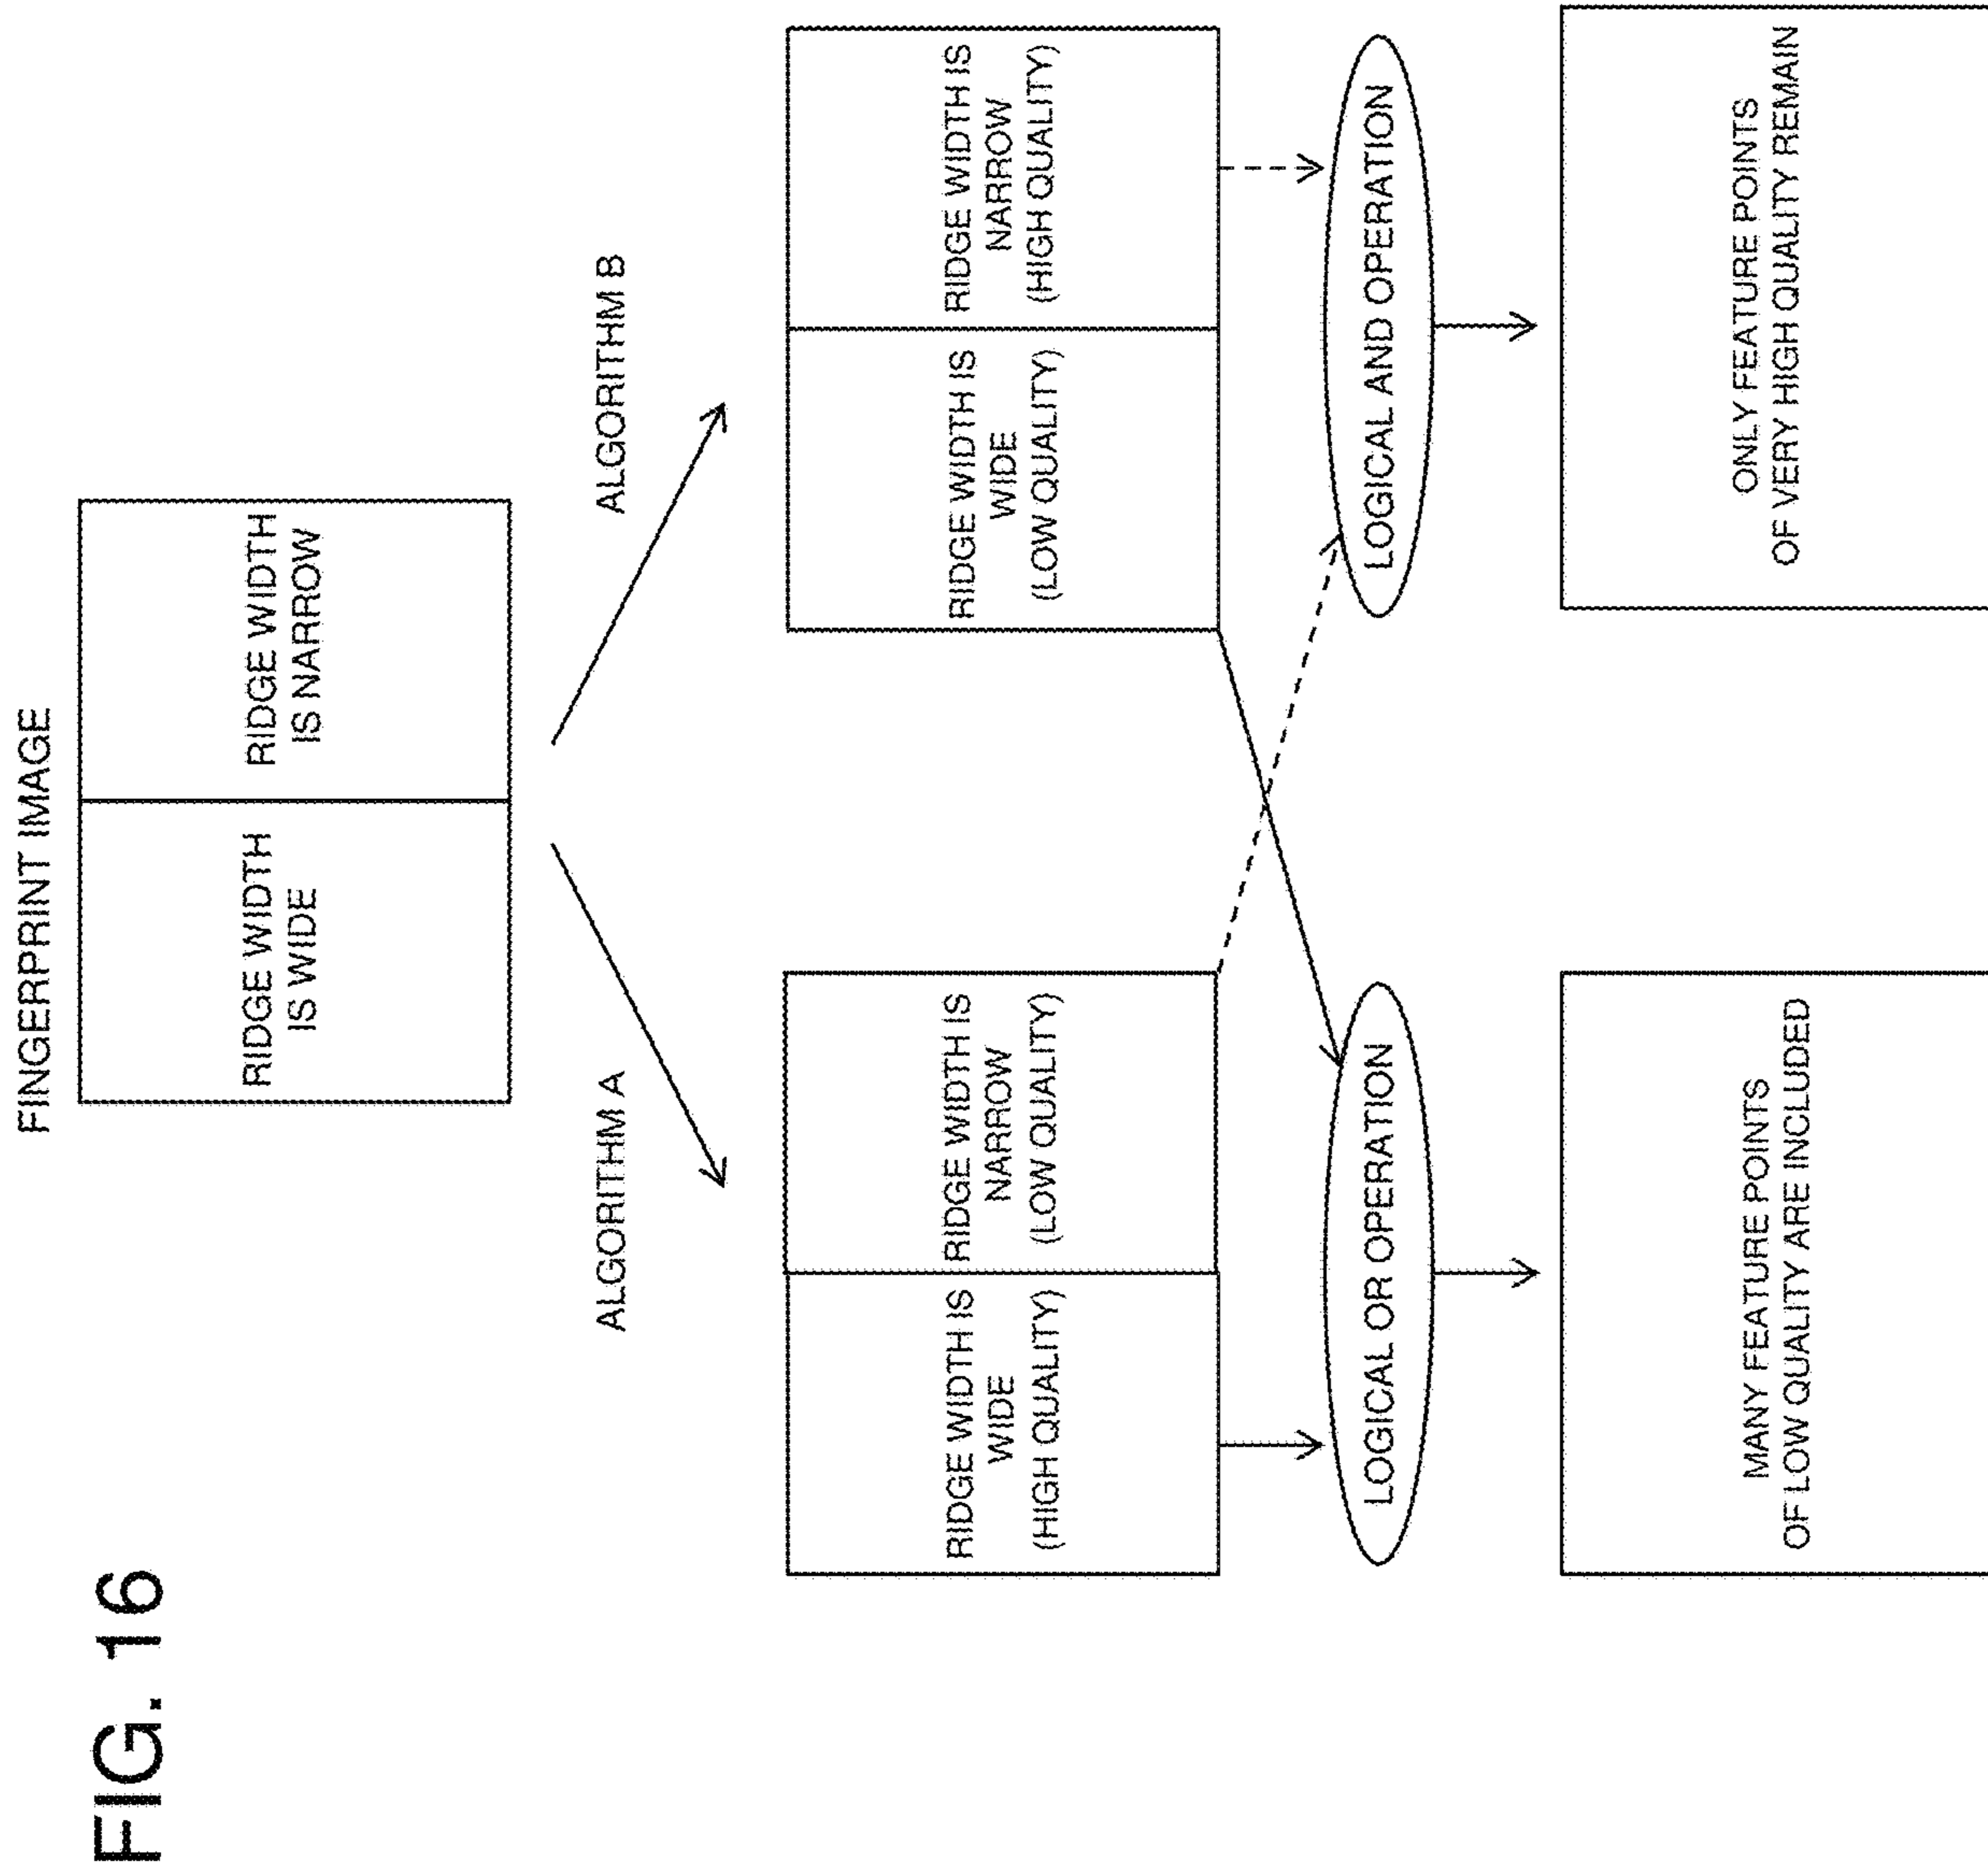 FIG. 16
FINGERPRINT IMAGE
RIDGE WIDTH
IS WIDE
RIDGE WIDTH
IS NARROW
ALGORITHM A
ALGORITHM B
RIDGE WIDTH IS
WIDE
(HIGH QUALITY)
RIDGE WIDTH IS
NARROW
(LOW QUALITY)
RIDGE WIDTH IS
WIDE
(LOW QUALITY)
RIDGE WIDTH IS
NARROW
(HIGH QUALITY)
LOGICAL OR OPERATION
LOGICAL AND OPERATION
MANY FEATURE POINTS
OF LOW QUALITY ARE INCLUDED
ONLY FEATURE POINTS
OF VERY HIGH QUALITY REMAIN